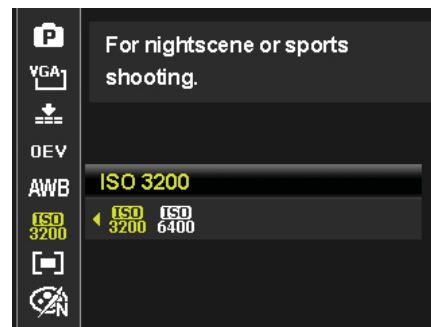 P
For nightscene or sports
shooting.
VGA
0EV
AWB
ISO 3200
ISO
3200
ISO
3200
ISO
6400
N